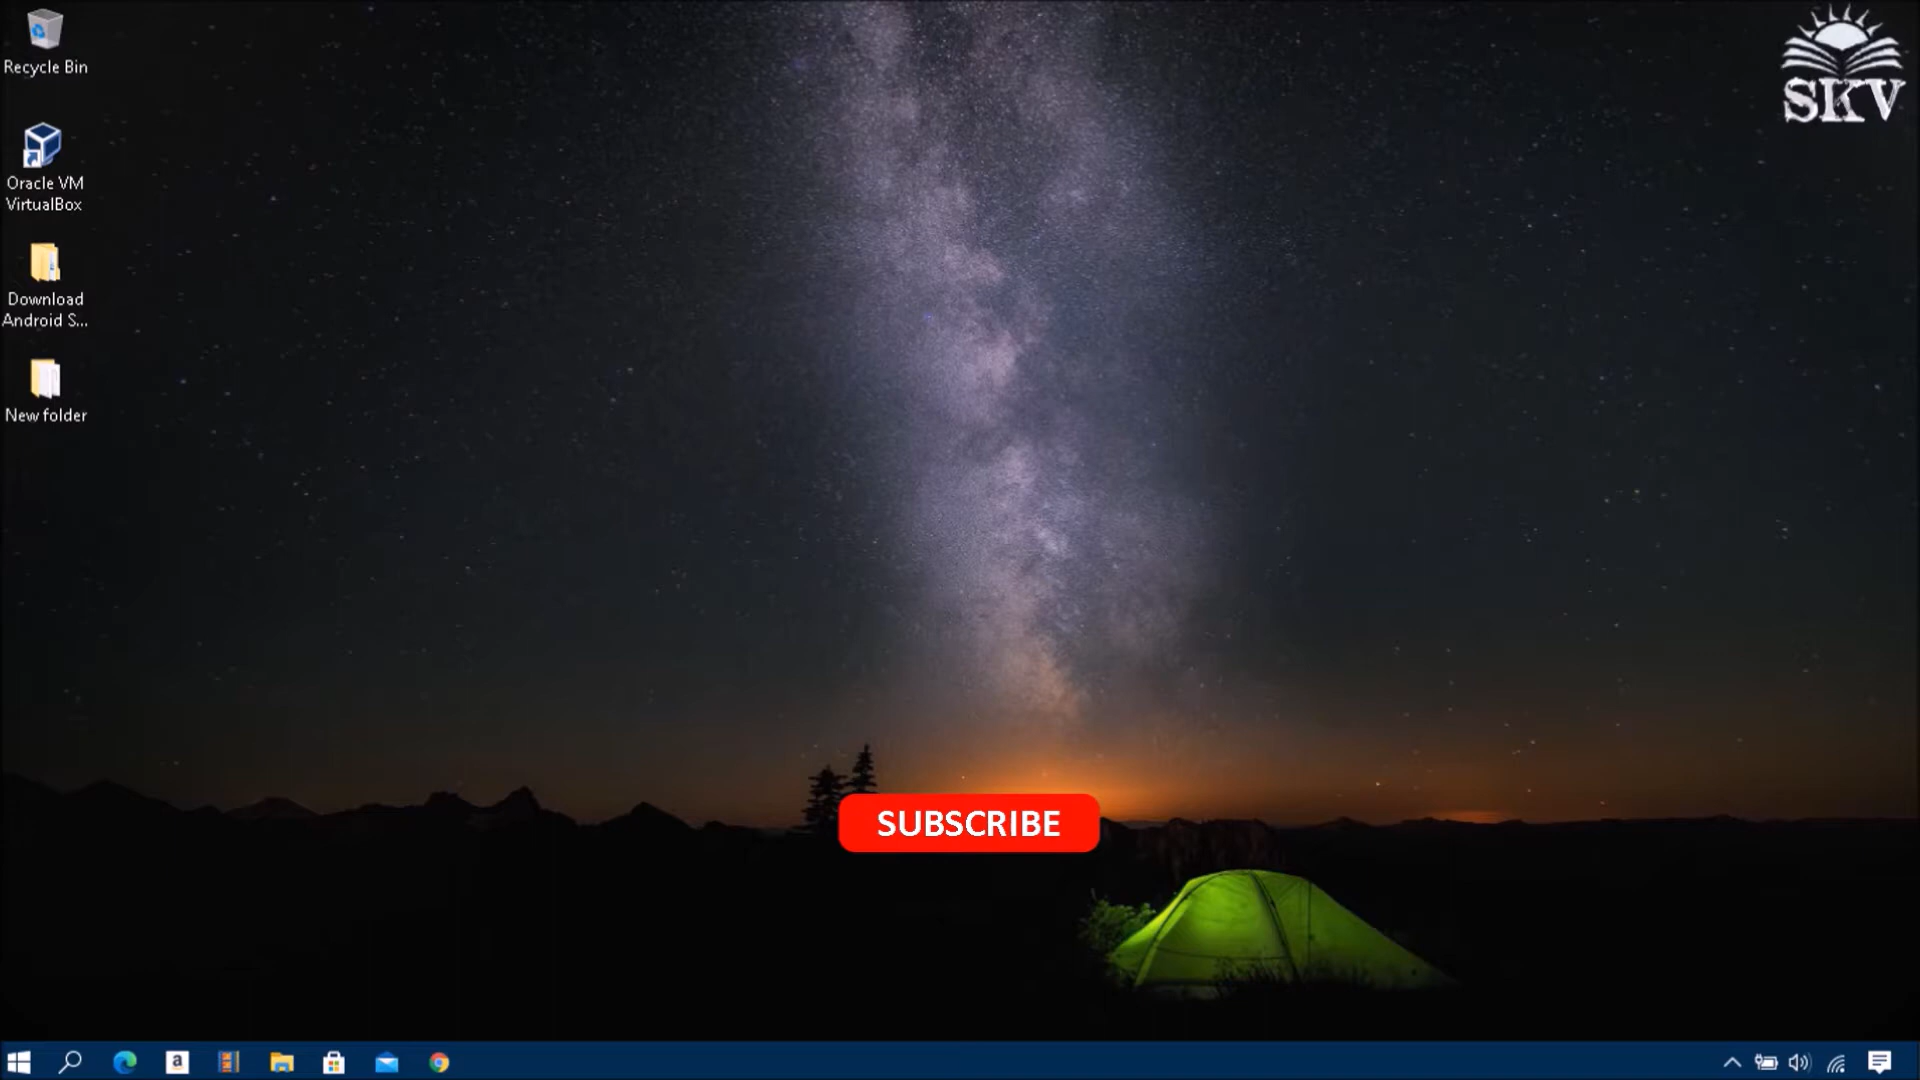 Recycle Bin
SKV
Oracle VM
VirtualBox
Download
Android S...
New folder
SUBSCRIBE
a